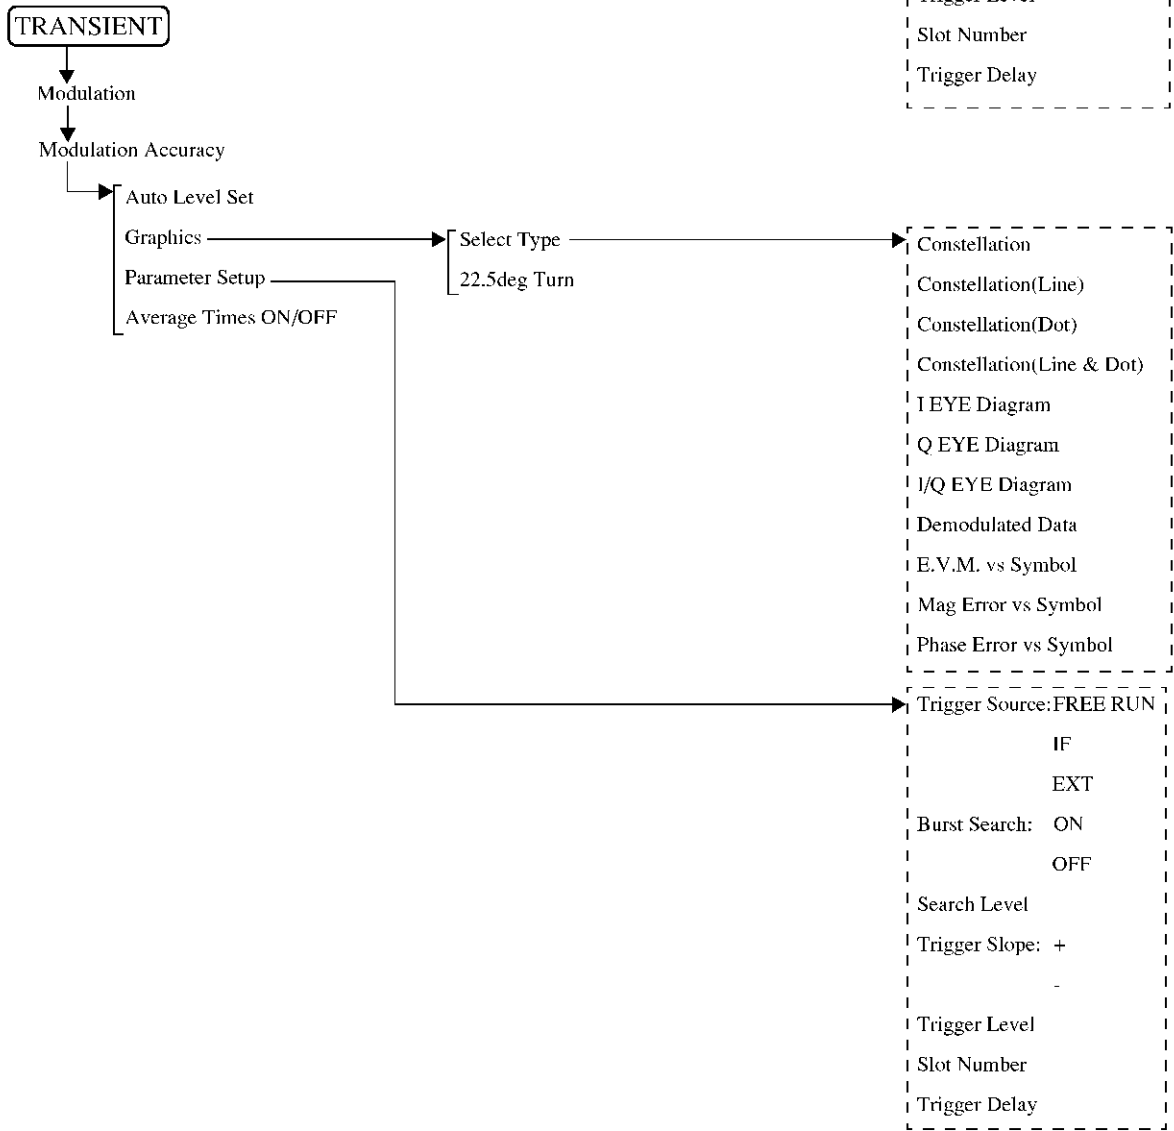 TRANSIENT
Slot Number
Trigger Delay
Modulation
Modulation Accuracy
Auto Level Set
Graphics
Parameter Setup
Average Times ON/OFF
Select Type
22.5deg Turn
Constellation
Constellation(Line)
Constellation(Dot)
Constellation(Line & Dot)
I EYE Diagram
Q EYE Diagram
I/Q EYE Diagram
Demodulated Data
E.V.M. vs Symbol
Mag Error vs Symbol
Phase Error vs Symbol
Trigger Source:FREE RUN
IF
EXT
Burst Search: ON
OFF
Search Level
Trigger Slope: +
-
Trigger Level
Slot Number
Trigger Delay